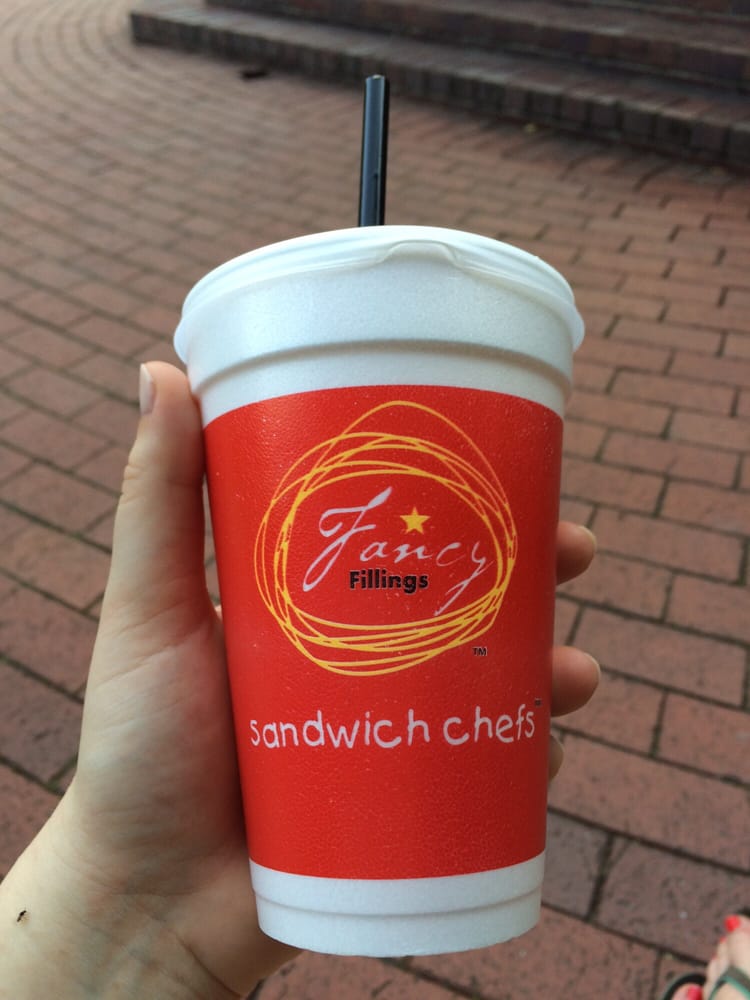 Fancy
Fillings
TM
sandwich chefs